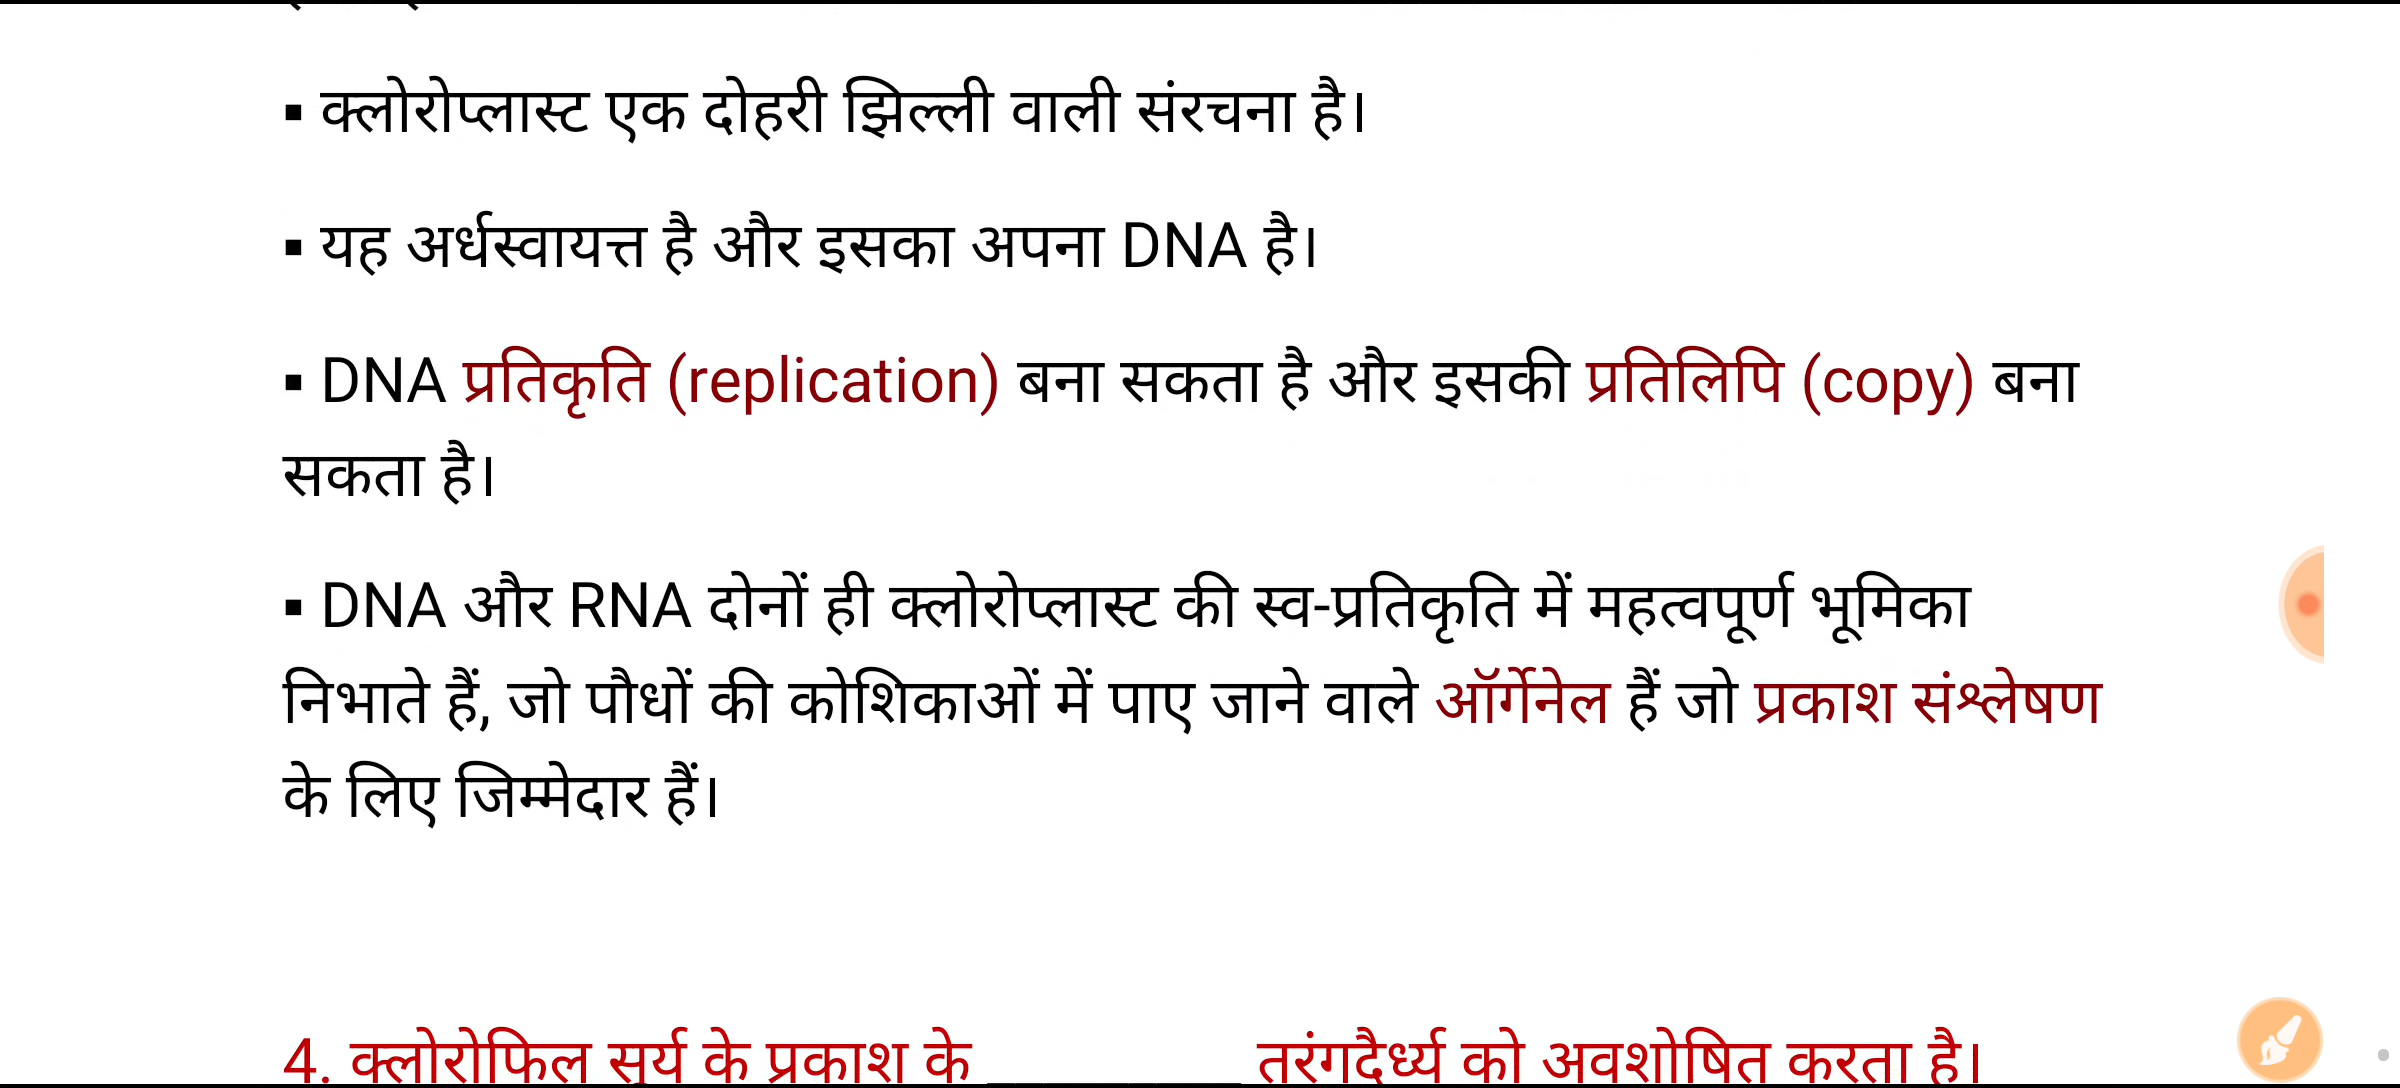 ▪ क्लोरोप्लास्ट एक दोहरी झिल्ली वाली संरचना है।
▪ यह अर्धस्वायत्त है और इसका अपना DNA है।
▪ DNA प्रतिकृति (replication) बना सकता है और इसकी प्रतिलिपि (copy) बना
सकता है।
▪ DNA और RNA दोनों ही क्लोरोप्लास्ट की स्व-प्रतिकृति में महत्वपूर्ण भूमिका
निभाते हैं, जो पौधों की कोशिकाओं में पाए जाने वाले ऑर्गेनेल हैं जो प्रकाश संश्लेषण
के लिए जिम्मेदार हैं।
4. क्लोरोफिल सूर्य के प्रकाश के ________ तरंगदैर्ध्य को अवशोषित करता है।